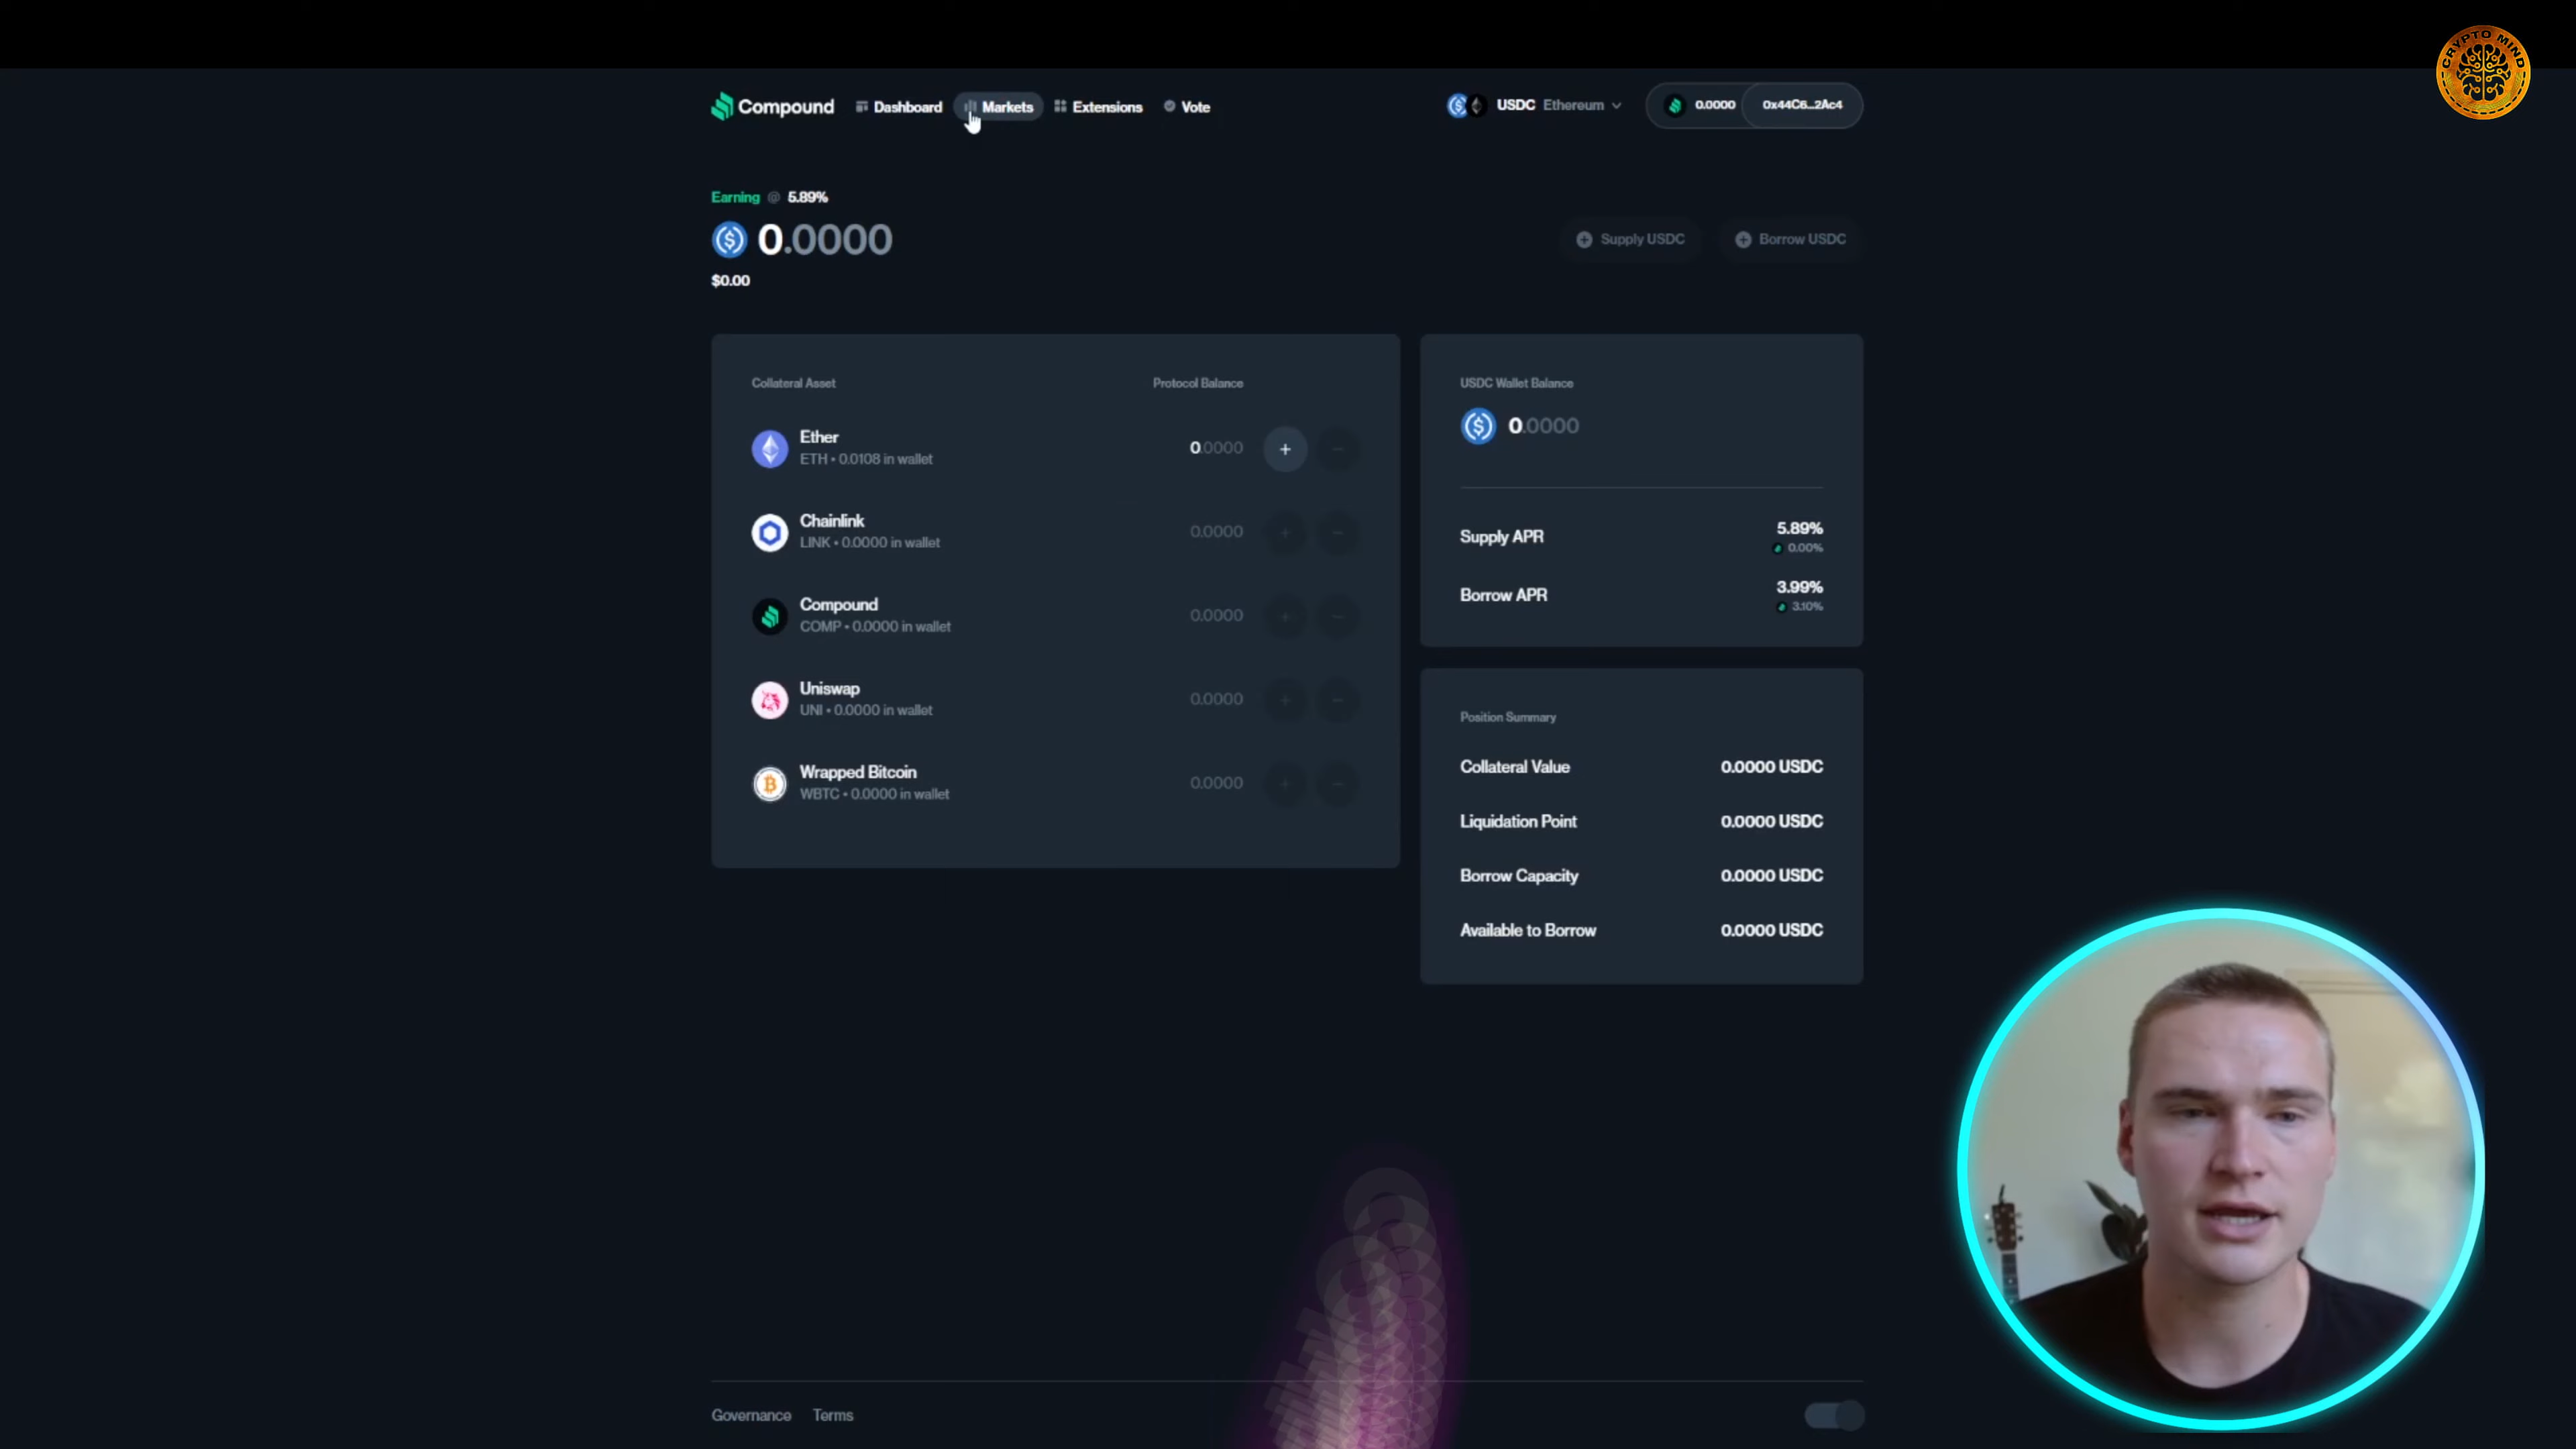 CRYPTO MIND
Compound Dashboard Markets Extensions Vote USDC Ethereum 0.0000 0x44C6...2Ac4
Earning @ 5.89%
0.0000
$0.00
Supply USDC Borrow USDC
Collateral Asset Protocol Balance
Ether 0.0000
ETH • 0.0108 in wallet
Chainlink 0.0000
LINK • 0.0000 in wallet
Compound 0.0000
COMP • 0.0000 in wallet
Uniswap 0.0000
UNI • 0.0000 in wallet
Wrapped Bitcoin 0.0000
WBTC • 0.0000 in wallet
USDC Wallet Balance
0.0000
Supply APR 5.89%
0.00%
Borrow APR 3.99%
3.10%
Position Summary
Collateral Value 0.0000 USDC
Liquidation Point 0.0000 USDC
Borrow Capacity 0.0000 USDC
Available to Borrow 0.0000 USDC
Governance Terms